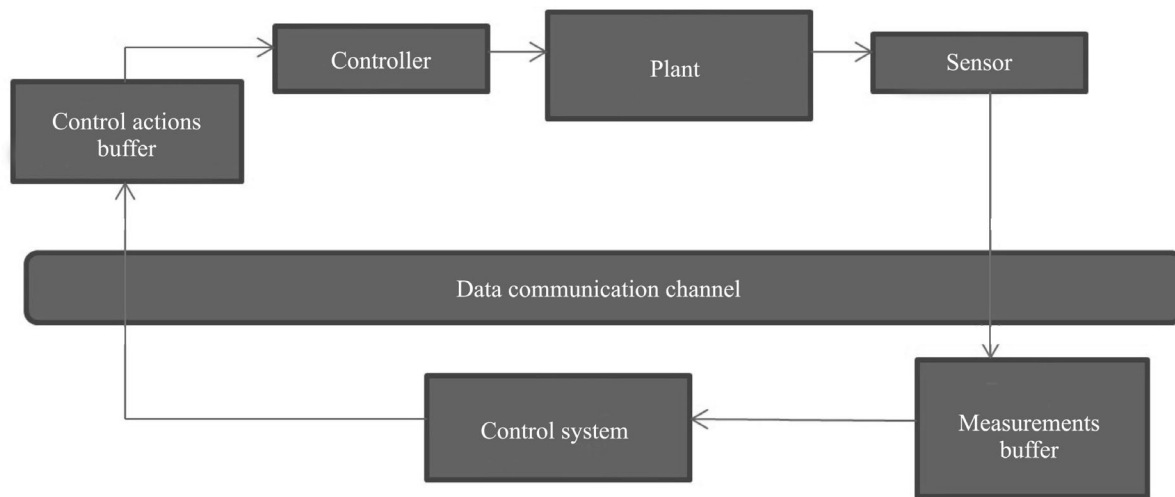 Controller
Plant
Sensor
Control actions
buffer
Data communication channel
Control system
Measurements
buffer